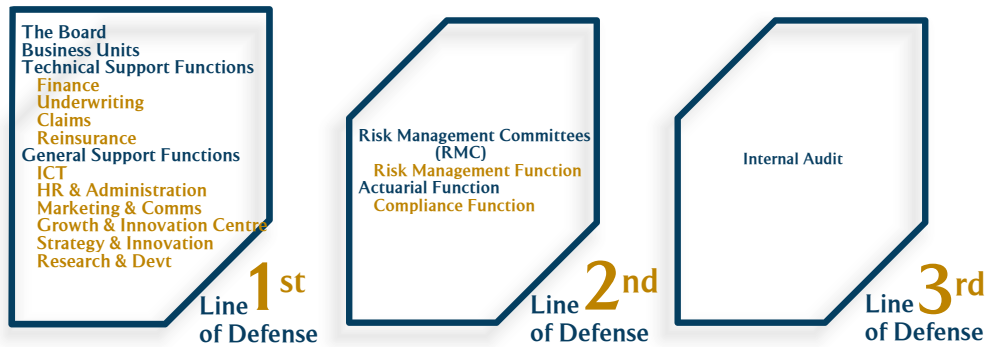 The Board
Business Units
Technical Support Functions
Finance
Underwriting
Claims
Reinsurance
General Support Functions
ICT
HR & Administration
Marketing & Comms
Growth & Innovation Centre
Strategy & Innovation
Research & Devt
1st
Line
of Defense
Risk Management Committees
(RMC)
Risk Management Function
Actuarial Function
Compliance Function
2nd
Line
of Defense
Internal Audit
3rd
Line
of Defense